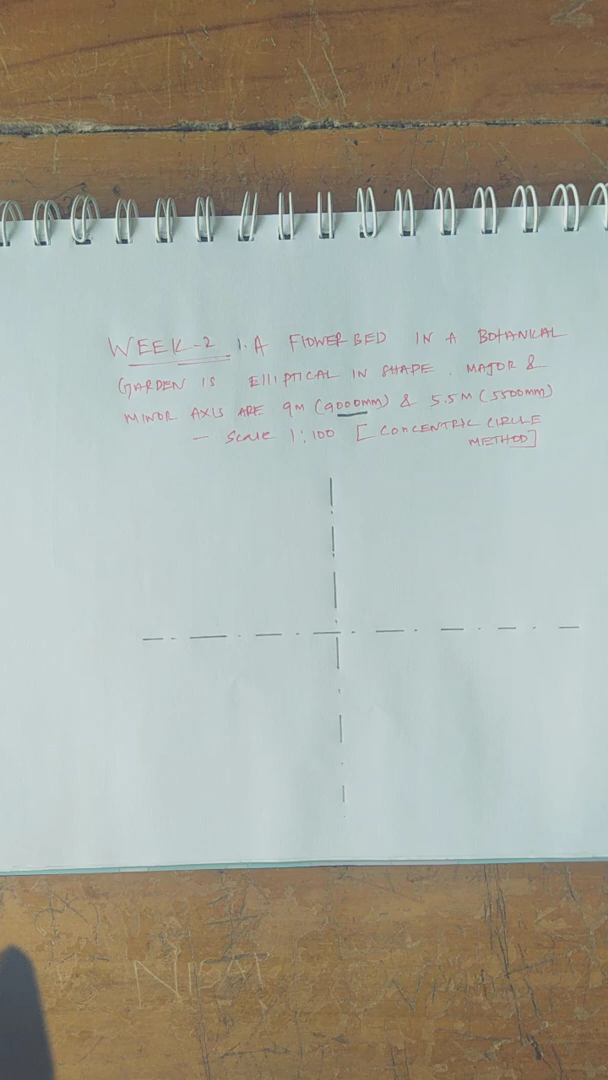 WEEK-2 1. A FlOWER BED IN A BOTANICAL
GARDEN IS ElliPTICAL IN SHAPE. MAJOR &
MINOR AXIS ARE 9M (9000mm) & 5.5M (5500mm)
— Scale 1:100 [CONCENTRIC CIRCLE
METHOD]